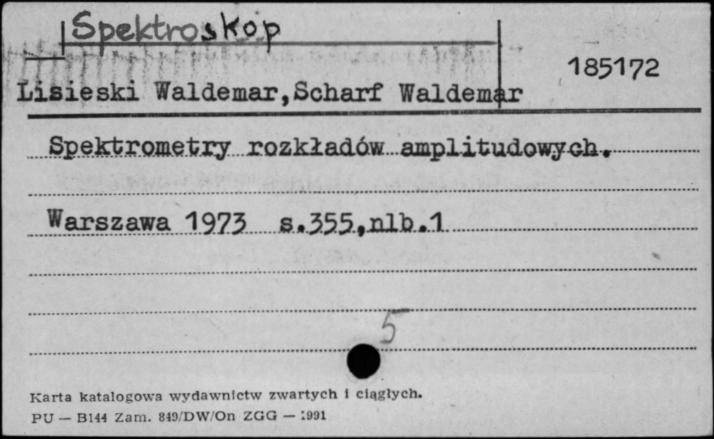 Spektroskop
185172
Lisieski Waldemar,Scharf Waldemar
Spektrometry rozkładów amplitudowych.
Warszawa 1973 s.355,nlb.1
5
Karta katalogowa wydawnictw zwartych i ciągłych.
PU — B144 Zam. 849/DW/On ZGG — 1991